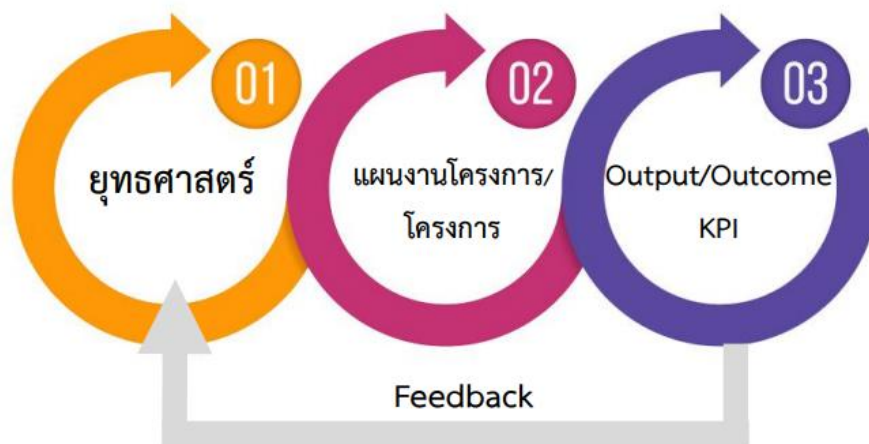 01
ยุทธศาสตร์
02
แผนงานโครงการ/
โครงการ
03
Output/Outcome
KPI
Feedback